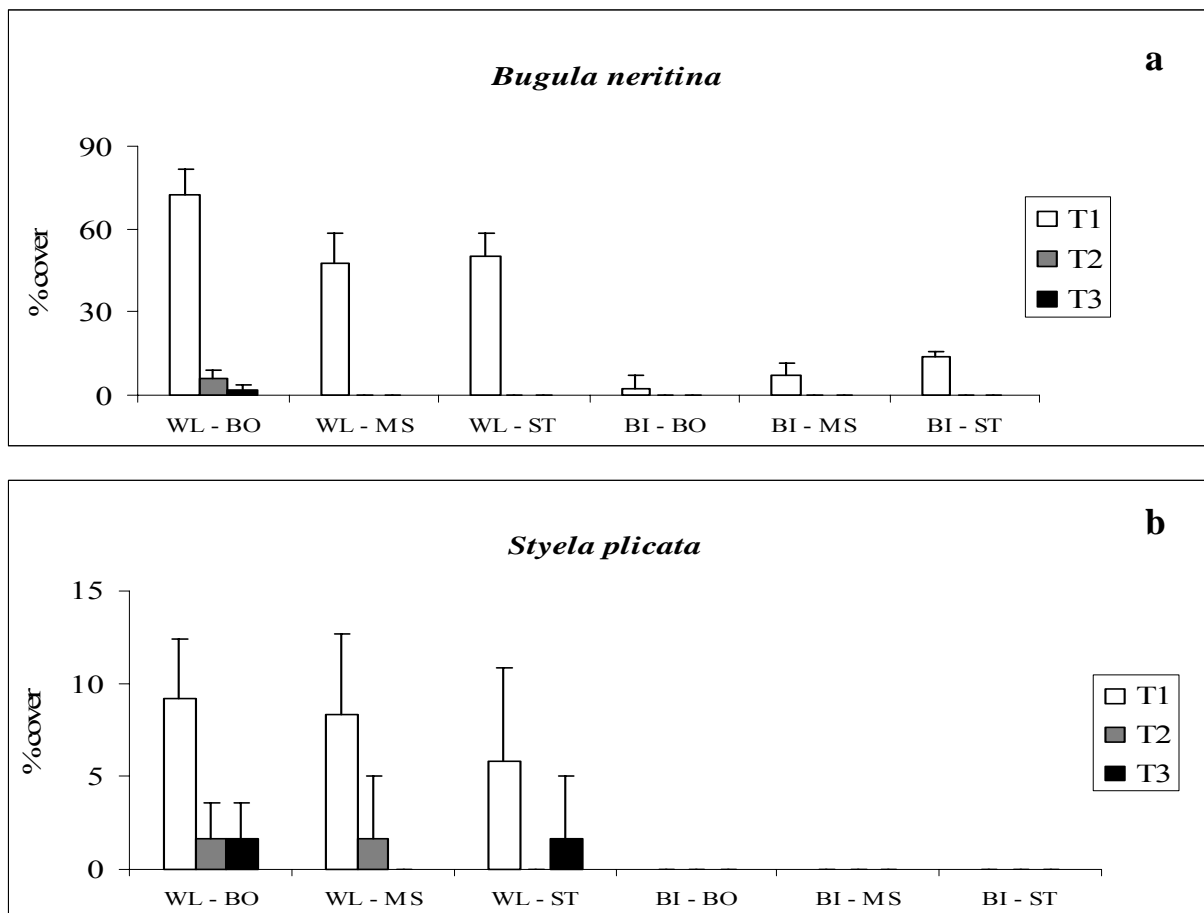 a
Bugula neritina
90
60
30
0
%cover
WL - BO WL - MS WL - ST BI - BO BI - MS BI - ST
T1
T2
T3
b
Styela plicata
15
10
5
0
%cover
WL - BO WL - MS WL - ST BI - BO BI - MS BI - ST
T1
T2
T3